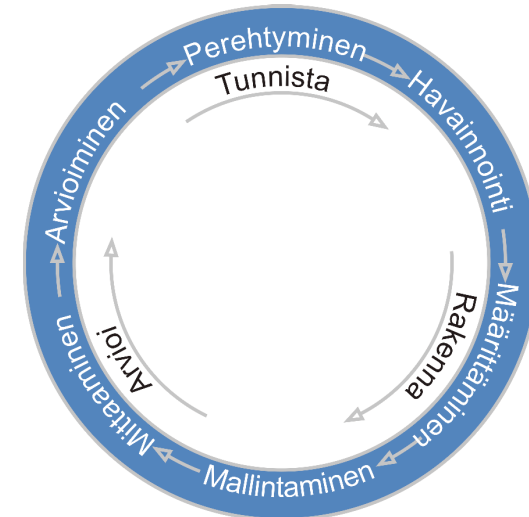 Perehtyminen
Havainnointi
Määrittäminen
Mallintaminen
Mittaaminen
Arvioiminen
Tunnista
Rakenna
Arvioi